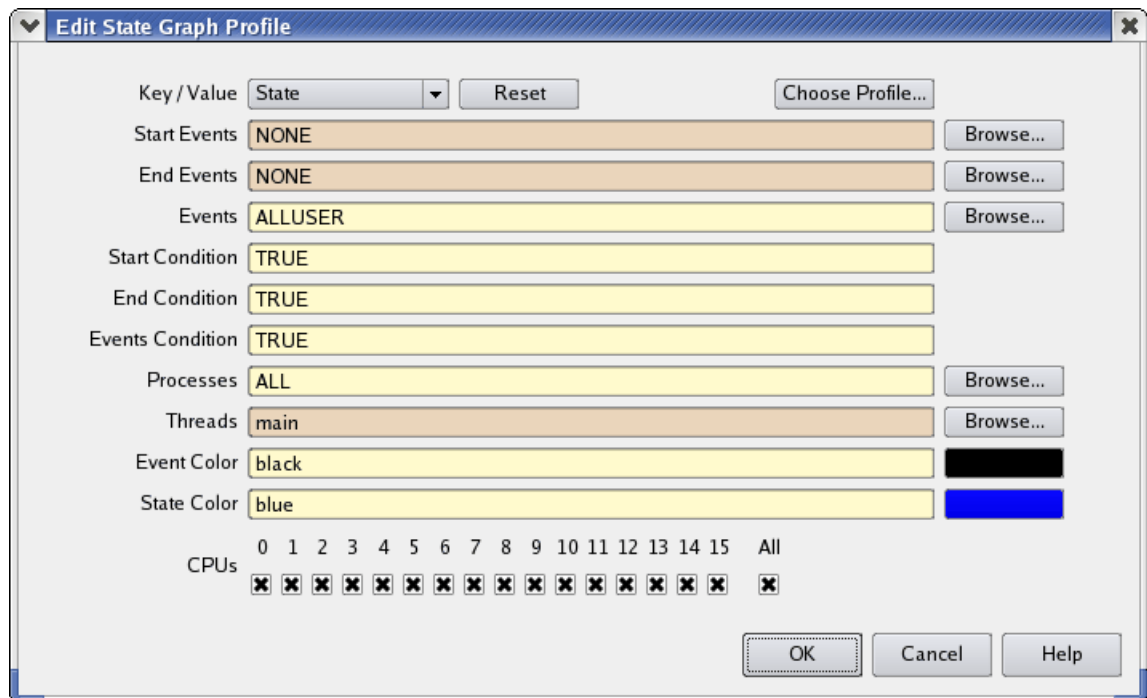 Edit State Graph Profile
Key / Value State Reset Choose Profile...
Start Events NONE Browse...
End Events NONE Browse...
Events ALLUSER Browse...
Start Condition TRUE
End Condition TRUE
Events Condition TRUE
Processes ALL Browse...
Threads main Browse...
Event Color black
State Color blue
0 1 2 3 4 5 6 7 8 9 10 11 12 13 14 15 All
CPUs
OK Cancel Help